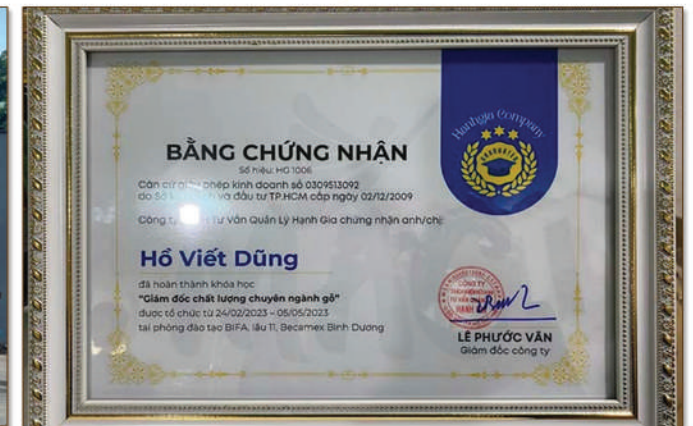 Hanhgia Company
GRADUATED
BẰNG CHỨNG NHẬN
Số hiệu: HG 1006
Căn cứ giấy phép kinh doanh số 0309513092
do Sở và đầu tư TP.HCM cấp ngày 02/12/2009
Công ty Tư Vấn Quản Lý Hạnh Gia chứng nhận anh/chị:
Hồ Viết Dũng
đã hoàn thành khóa học
"Giám đốc chất lượng chuyên ngành gỗ"
được tổ chức từ 24/02/2023 – 05/05/2023
tại phòng đào tạo BIFA, lầu 11, Becamex Bình Dương
CÔNG TY
LÊ PHƯỚC VÂN
Giám đốc công ty